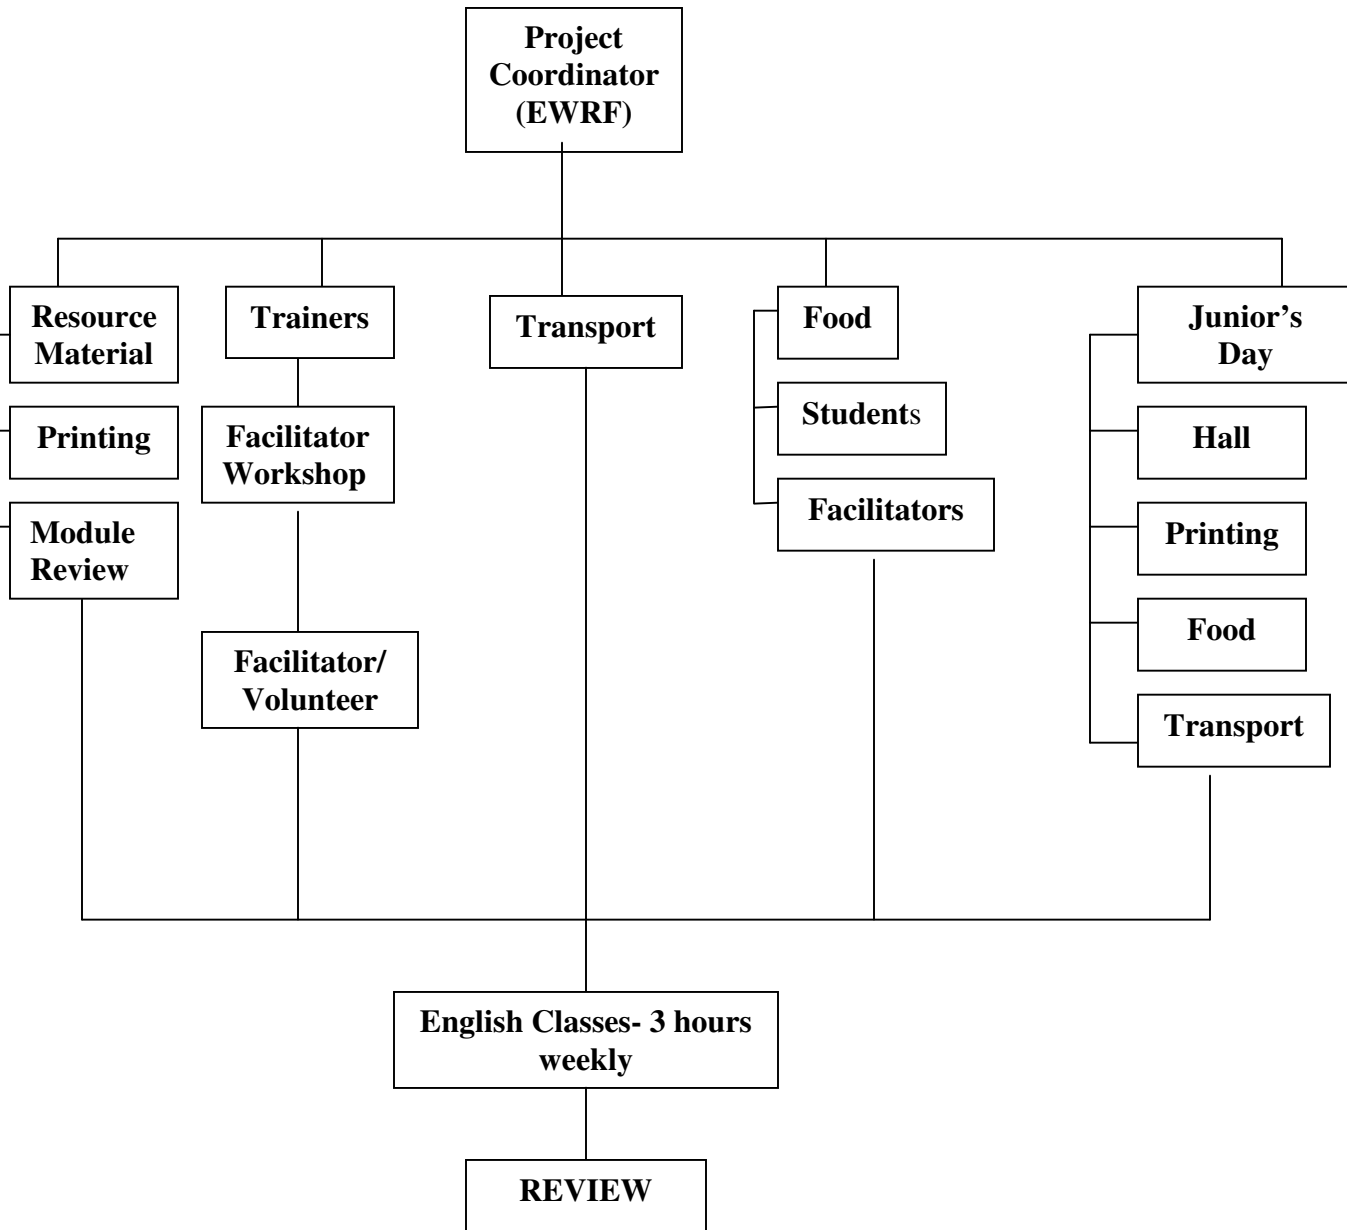 Project
Coordinator
(EWRF)
Resource
Material
Printing
Module
Review
Trainers
Facilitator
Workshop
Facilitator/
Volunteer
Transport
Food
Students
Facilitators
Junior’s
Day
Hall
Printing
Food
Transport
English Classes- 3 hours
weekly
REVIEW